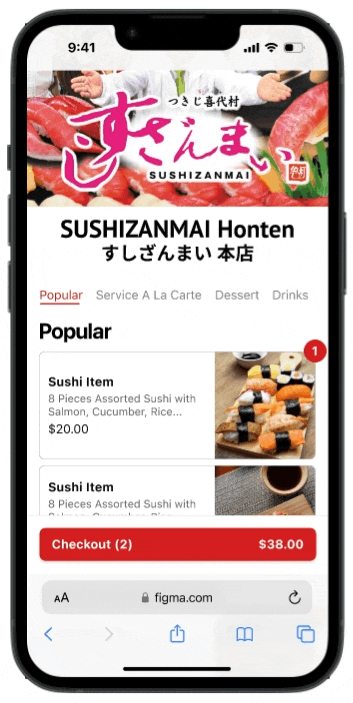 9:41
つきじ喜代村
すしざんまい
SUSHIZANMAI
SUSHIZANMAI Honten
すしざんまい 本店
Popular Service A La Carte Dessert Drinks
Popular
1
Sushi Item
8 Pieces Assorted Sushi with
Salmon, Cucumber, Rice...
$20.00
Sushi Item
8 Pieces Assorted Sushi with
Checkout (2) $38.00
AA figma.com